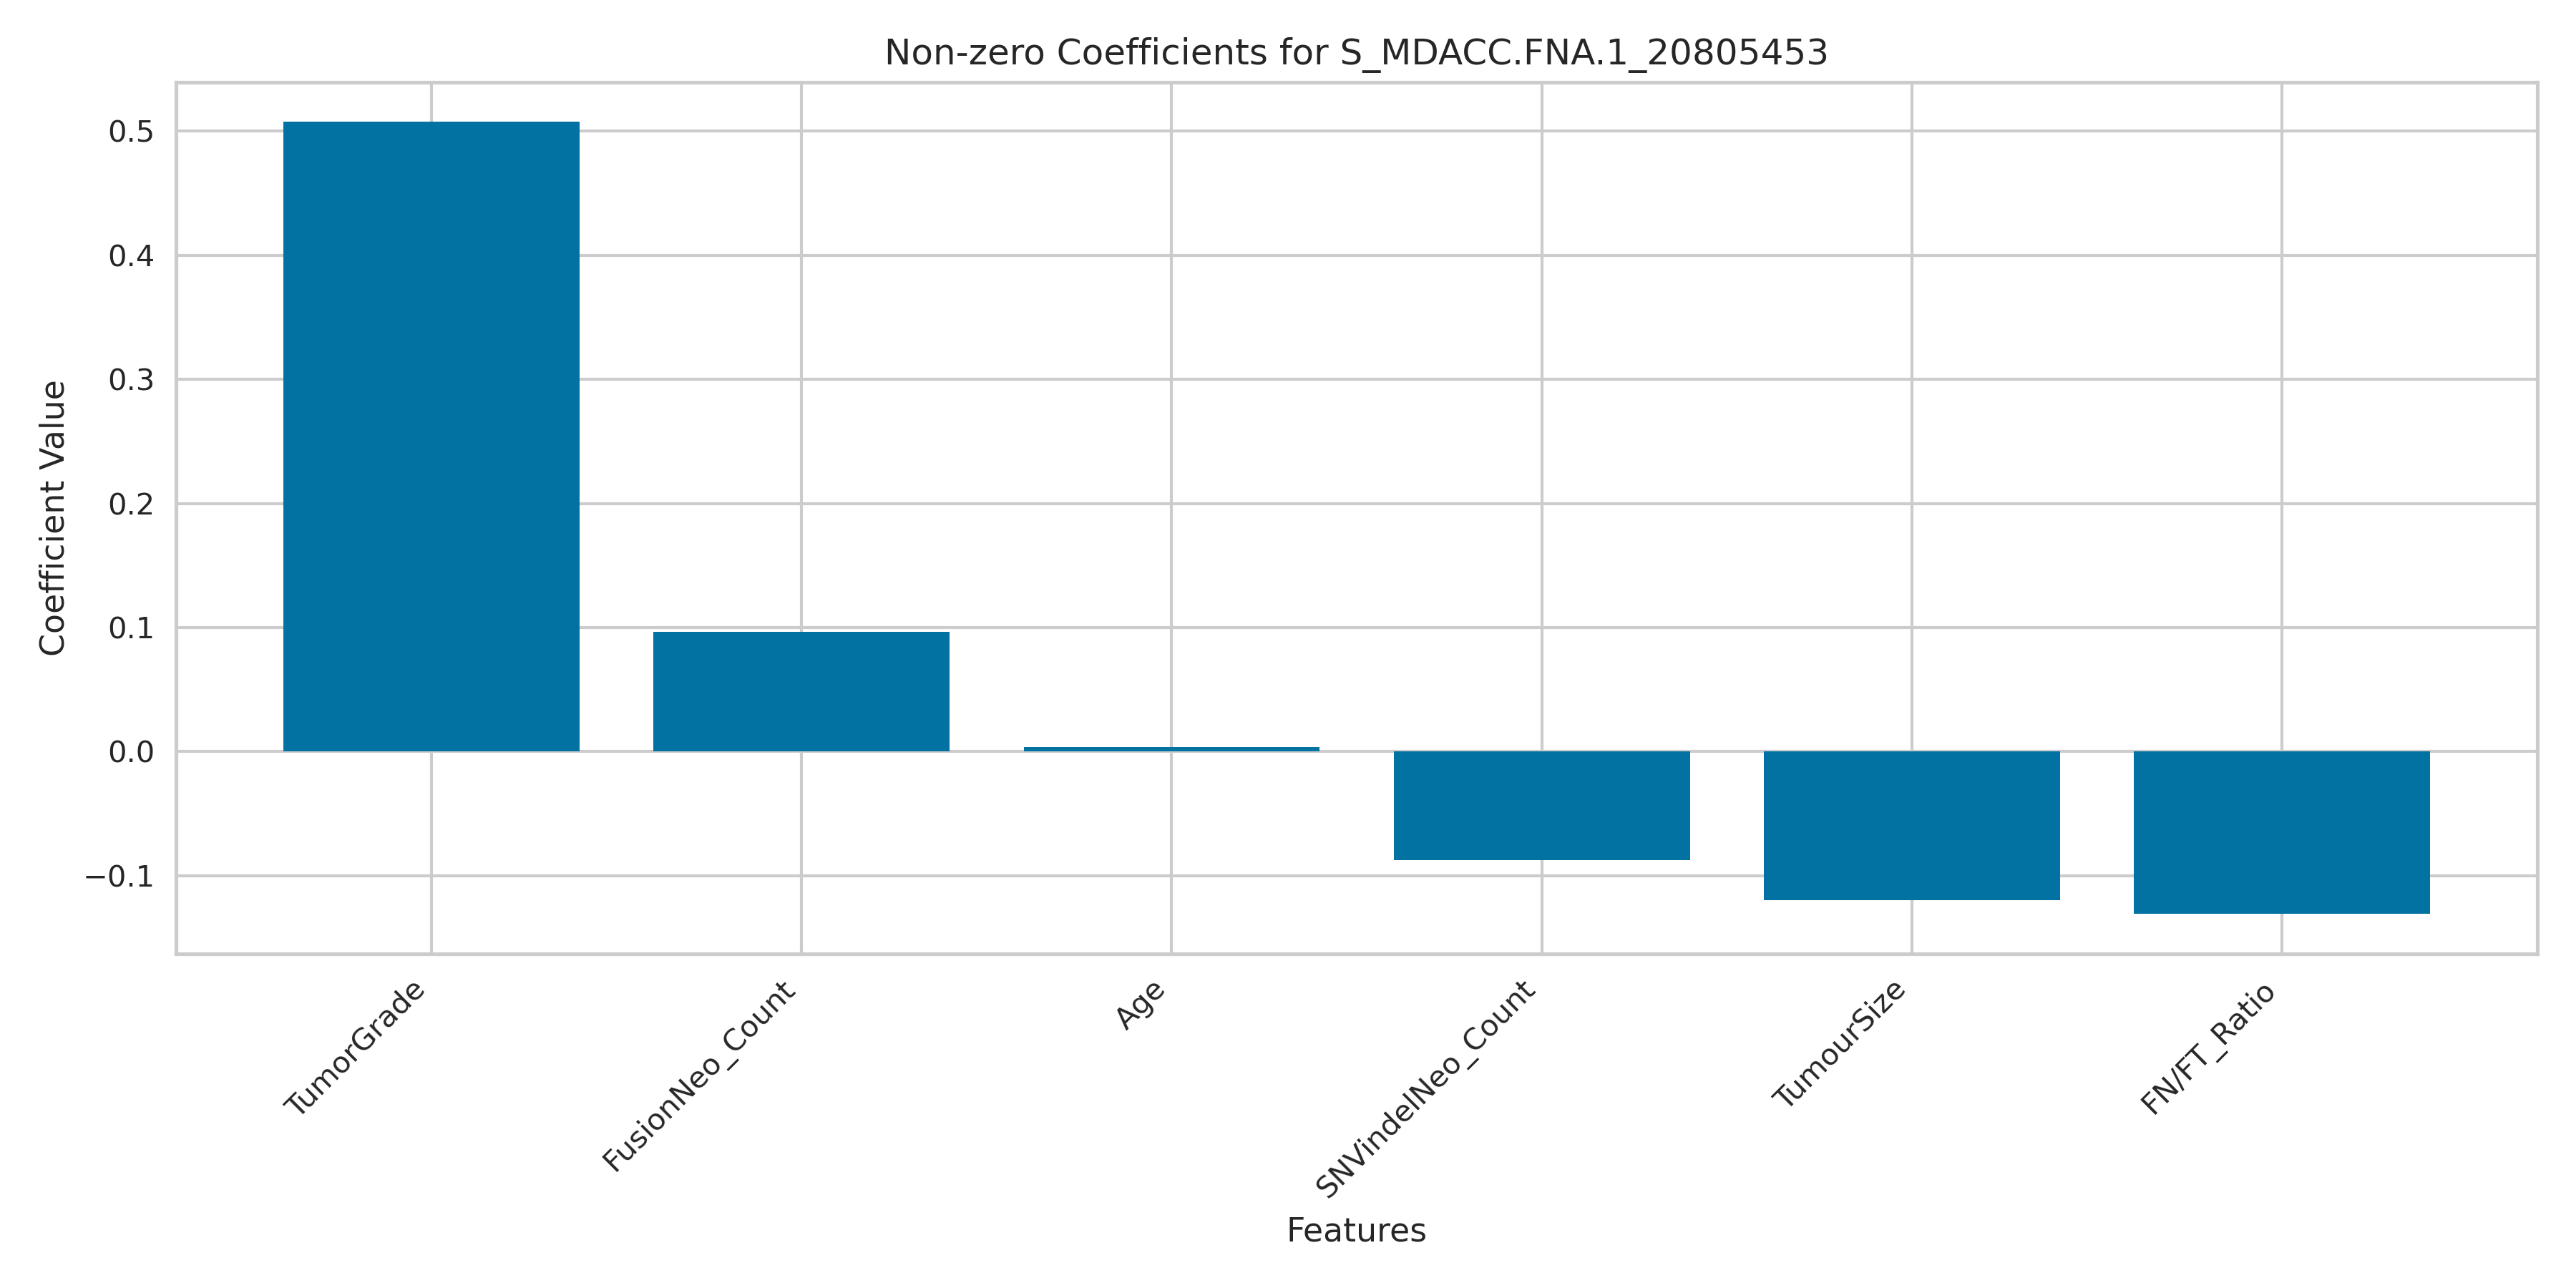 Non-zero Coefficients for S_MDACC.FNA.1_20805453
Coefficient Value
0.5
0.4
0.3
0.2
0.1
0.0
−0.1
TumorGrade
FusionNeo_Count
Age
SNVindelNeo_Count
TumourSize
FN/FT_Ratio
Features